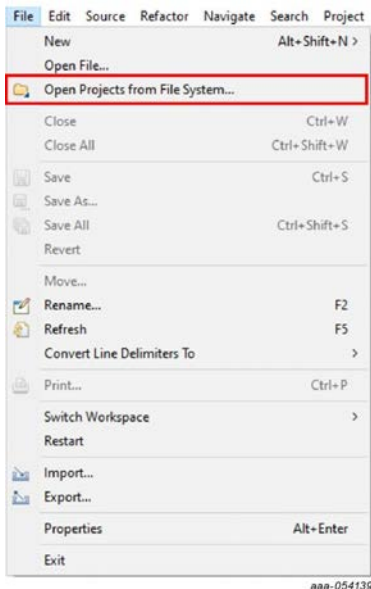 File Edit Source Refactor Navigate Search Project
New Alt+Shift+N >
Open File...
Open Projects from File System...
Close Ctrl+W
Close All Ctrl+Shift+W
Save Ctrl+S
Save As...
Save All Ctrl+Shift+S
Revert
Move...
Rename... F2
Refresh F5
Convert Line Delimiters To >
Print... Ctrl+P
Switch Workspace >
Restart
Import...
Export...
Properties Alt+Enter
Exit
aaa-054139